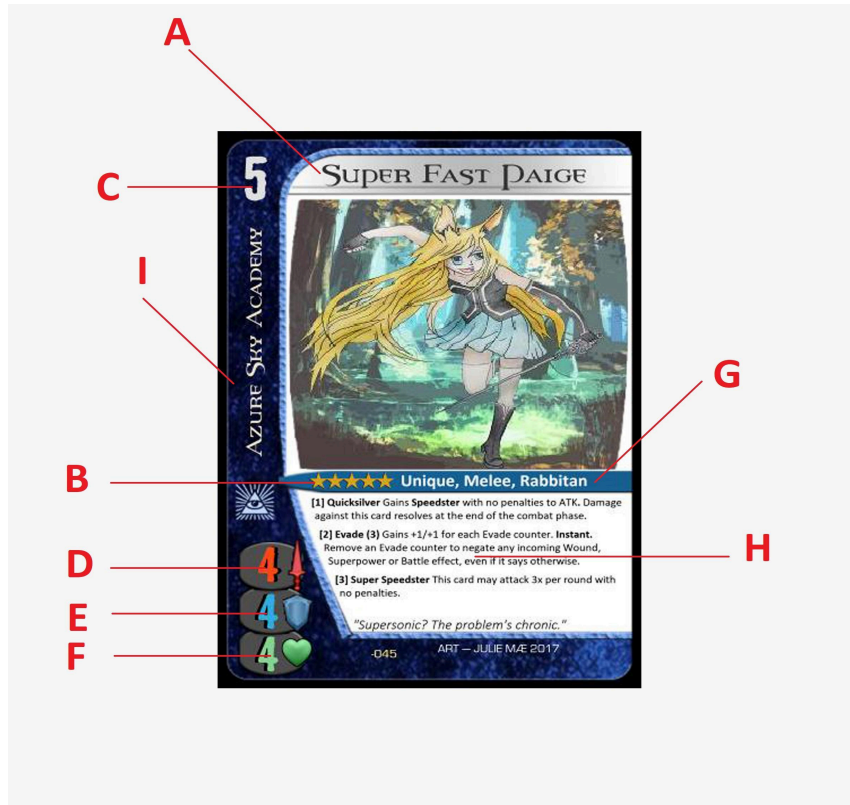 A
5
SUPER FAST PAIGE
C
I
AZURE SKY ACADEMY
G
B
Unique, Melee, Rabbitan
[1] Quicksilver Gains Speedster with no penalties to ATK. Damage
against this card resolves at the end of the combat phase.
[2] Evade (3) Gains +1/+1 for each Evade counter. Instant.
Remove an Evade counter to negate any incoming Wound,
Superpower or Battle effect, even if it says otherwise.
H
D
4
[3] Super Speedster This card may attack 3x per round with
no penalties.
E
4
"Supersonic? The problem's chronic."
F
4
-045
ART — JULIE MÆ 2017